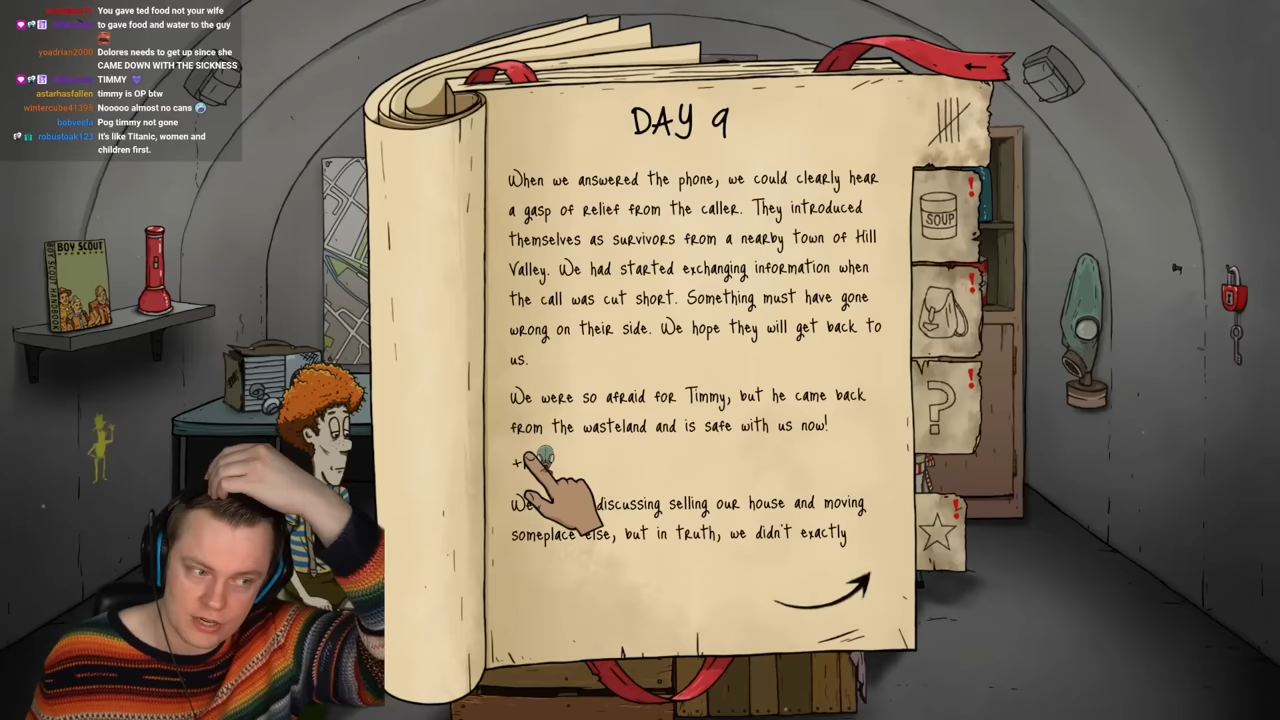 You gave ted food not your wife
to gave food and water to the guy
yoadrian2000 Dolores needs to get up since she
CAME DOWN WITH THE SICKNESS
TIMMY
astarhasfallen timmy is OP btw
wintercube41395 Nooooo almost no cans
bobveela Pog timmy not gone
robustoak123 It's like Titanic, women and
children first.
DAY 9
When we answered the phone, we could clearly hear
a gasp of relief from the caller. They introduced
themselves as survivors from a nearby town of Hill
Valley. We had started exchanging information when
the call was cut short. Something must have gone
wrong on their side. We hope they will get back to
us.
We were so afraid for Timmy, but he came back
from the wasteland and is safe with us now!
+
We discussing selling our house and moving
someplace else, but in truth, we didn't exactly
SOUP
!
!
?
!
!
BOY SCOUT
BOY SCOUT HANDBOOK